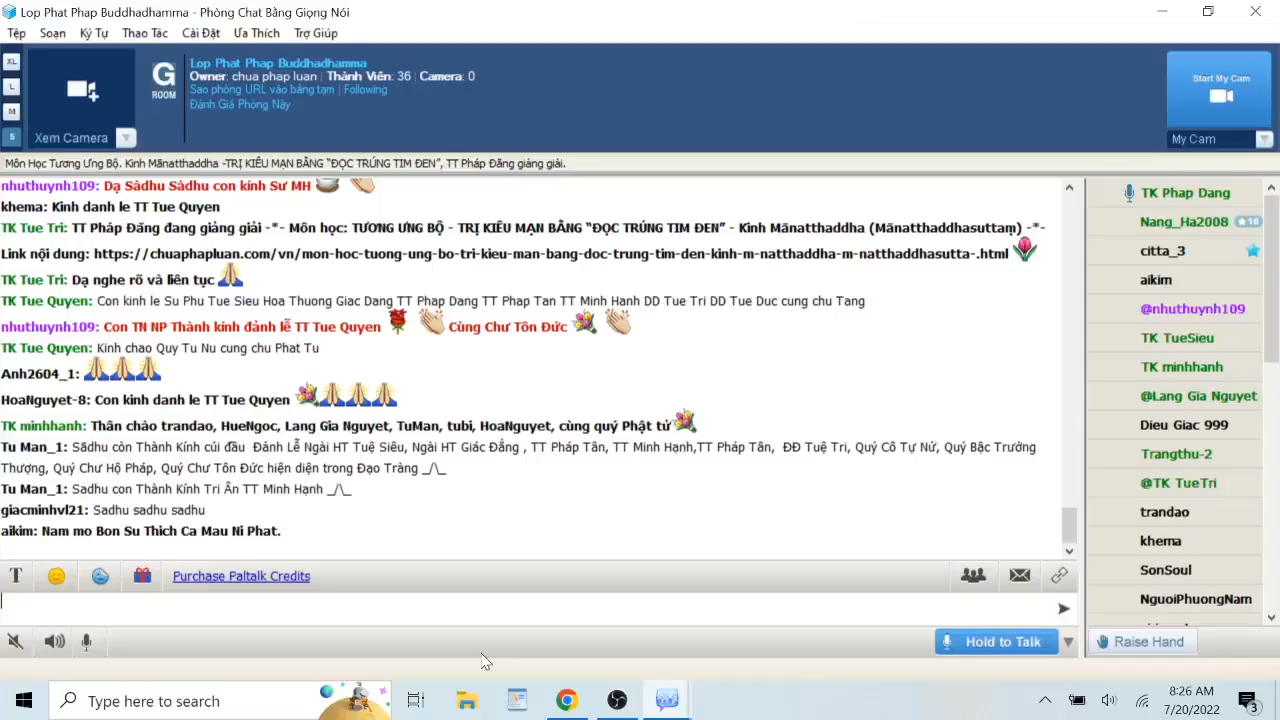 Lop Phat Phap Buddhadhamma - Phòng Chat Bằng Giọng Nói
Tệp Soạn Ký Tự Thao Tác Cài Đặt Ưa Thích Trợ Giúp
XL
L
M
S
Xem Camera
G
ROOM
Lop Phat Phap Buddhadhamma
Owner: chua phap luan | Thành Viên: 36 | Camera: 0
Sao phòng URL vào bảng tạm | Following
Đánh Giá Phòng Này
Start My Cam
My Cam
Môn Học Tương Ưng Bộ. Kinh Mānatthaddha -TRỊ KIÊU MẠN BẰNG “ĐỌC TRÚNG TIM ĐEN”, TT Pháp Đăng giảng giải.
nhuthuynh109: Dạ Sàdhu Sàdhu con kính Sư MH
khema: Kinh danh le TT Tue Quyen
TK Tue Tri: TT Pháp Đăng đang giảng giải -*- Môn học: TƯƠNG ƯNG BỘ - TRỊ KIÊU MẠN BẰNG “ĐỌC TRÚNG TIM ĐEN” - Kinh Mānatthaddha (Mānatthaddhasuttaṃ) -*-
Link nội dung: https://chuaphapluan.com/vn/mon-hoc-tuong-ung-bo-tri-kieu-man-bang-doc-trung-tim-den-kinh-m-natthaddha-m-natthaddhasutta-.html
TK Tue Tri: Dạ nghe rõ và liên tục
TK Tue Quyen: Con kinh le Su Phu Tue Sieu Hoa Thuong Giac Dang TT Phap Dang TT Phap Tan TT Minh Hanh DD Tue Tri DD Tue Duc cung chu Tang
nhuthuynh109: Con TN NP Thành kính đảnh lễ TT Tue Quyen Cùng Chư Tôn Đức
TK Tue Quyen: Kinh chao Quy Tu Nu cung chu Phat Tu
Anh2604_1:
HoaNguyet-8: Con kinh danh le TT Tue Quyen
TK minhhanh: Thân chào trandao, HueNgoc, Lang Gia Nguyet, TuMan, tubi, HoaNguyet, cùng quý Phật tử
Tu Man_1: Sādhu còn Thành Kính cúi đầu Đảnh Lễ Ngài HT Tuệ Siêu, Ngài HT Giác Đẳng , TT Pháp Tân, TT Minh Hạnh,TT Pháp Tân, ĐĐ Tuệ Tri, Quý Cô Tự Nử, Quý Bậc Trưởng
Thượng, Quý Chư Hộ Pháp, Quý Chư Tôn Đức hiện diện trong Đạo Tràng _/\_
Tu Man_1: Sadhu con Thành Kính Tri Ân TT Minh Hạnh _/\_
giacminhvl21: Sadhu sadhu sadhu
aikim: Nam mo Bon Su Thich Ca Mau Ni Phat.
TK Phap Dang
Nang_Ha2008 10
citta_3
aikim
@nhuthuynh109
TK TueSieu
TK minhhanh
@Lang Gia Nguyet
Dieu Giac 999
Trangthu-2
@TK TueTri
trandao
khema
SonSoul
NguoiPhuongNam
T
Purchase Paltalk Credits
Hold to Talk
Raise Hand
Type here to search
8:26 AM
7/20/2022
3